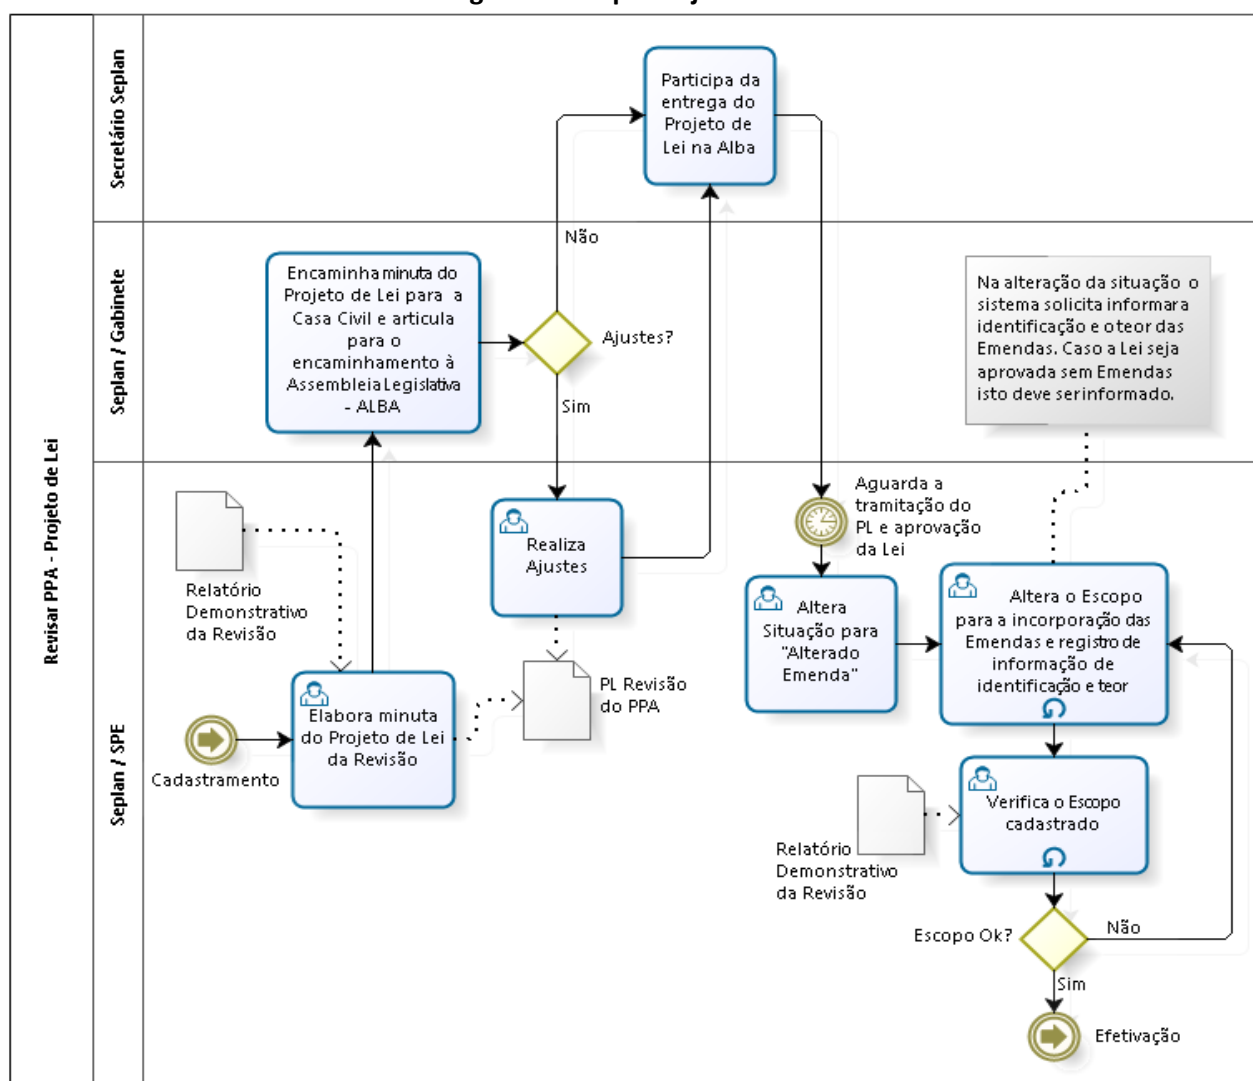 Revisar PPA - Projeto de Lei
Secretário Seplan
Participa da
entrega do
Projeto de
Lei na Alba
Seplan / Gabinete
Encaminha minuta do
Projeto de Lei para a
Casa Civil e articula
para o
encaminhamento à
Assembleia Legislativa
- ALBA
Não
Ajustes?
Sim
Na alteração da situação o
sistema solicita informar a
identificação e o teor das
Emendas. Caso a Lei seja
aprovada sem Emendas
isto deve ser informado.
Seplan / SPE
Relatório
Demonstrativo
da Revisão
Cadastramento
Elabora minuta
do Projeto de Lei
da Revisão
Realiza
Ajustes
PL Revisão
do PPA
Aguarda a
tramitação do
PL e aprovação
da Lei
Altera
Situação para
"Alterado
Emenda"
Altera o Escopo
para a incorporação das
Emendas e registro de
informação de
identificação e teor
Relatório
Demonstrativo
da Revisão
Verifica o Escopo
cadastrado
Escopo Ok?
Não
Sim
Efetivação